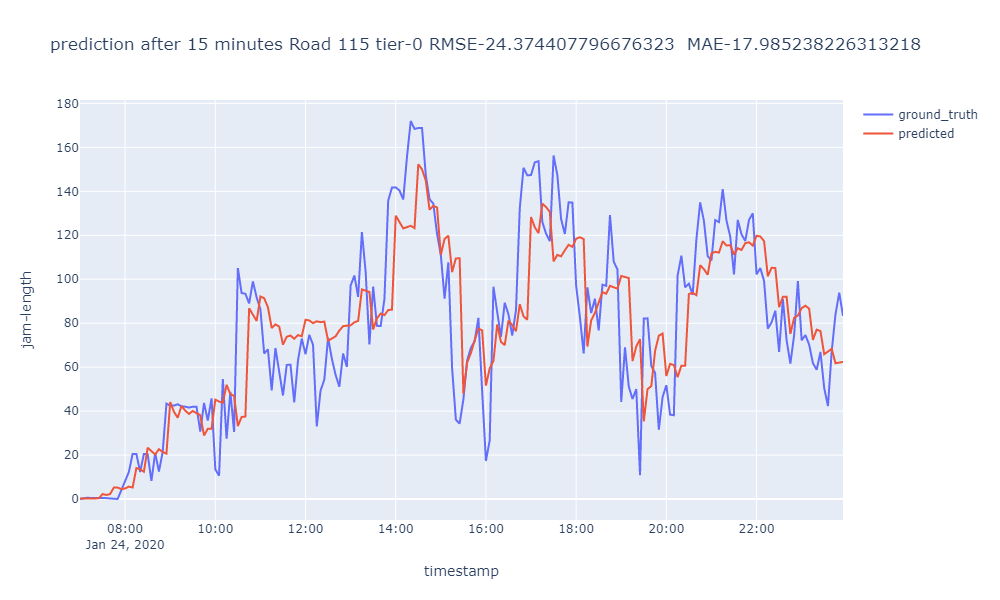 prediction after 15 minutes Road 115 tier-0 RMSE-24.374407796676323  MAE-17.985238226313218
ground_truth
predicted
jam-length
180
160
140
120
100
80
60
40
20
0
08:00 10:00 12:00 14:00 16:00 18:00 20:00 22:00
Jan 24, 2020
timestamp